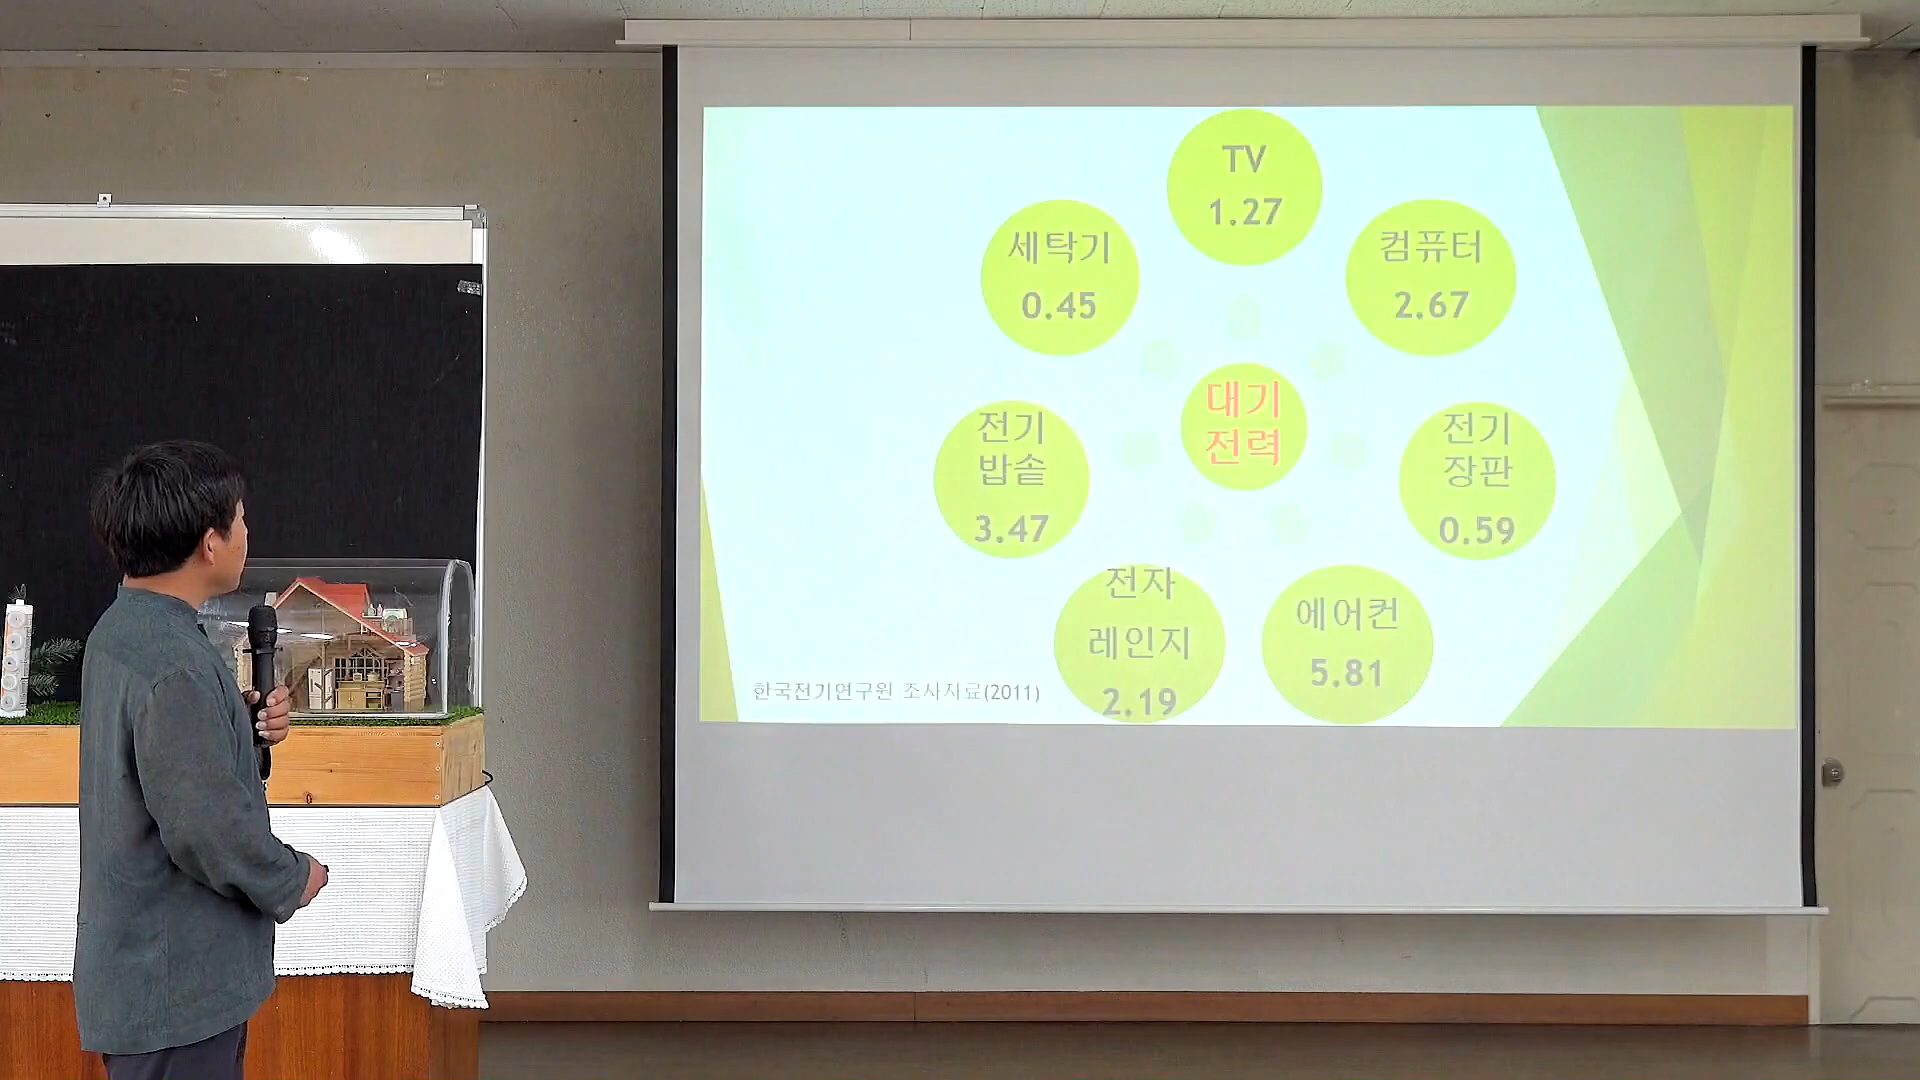 TV
1.27
세탁기
0.45
컴퓨터
2.67
대기
전력
전기
밥솥
3.47
전기
장판
0.59
전자
레인지
2.19
에어컨
5.81
한국전기연구원 조사자료(2011)